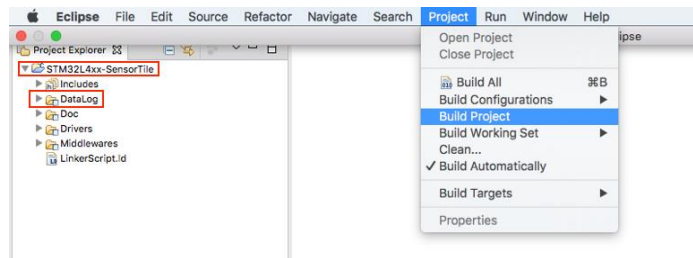 Eclipse File Edit Source Refactor Navigate Search Project Run Window Help
Project Explorer
STM32L4xx-SensorTile
Includes
DataLog
Doc
Drivers
Middlewares
LinkerScript.ld
Open Project
Close Project
Build All ⌘B
Build Configurations
Build Project
Build Working Set
Clean...
✓ Build Automatically
Build Targets
Properties
ipse